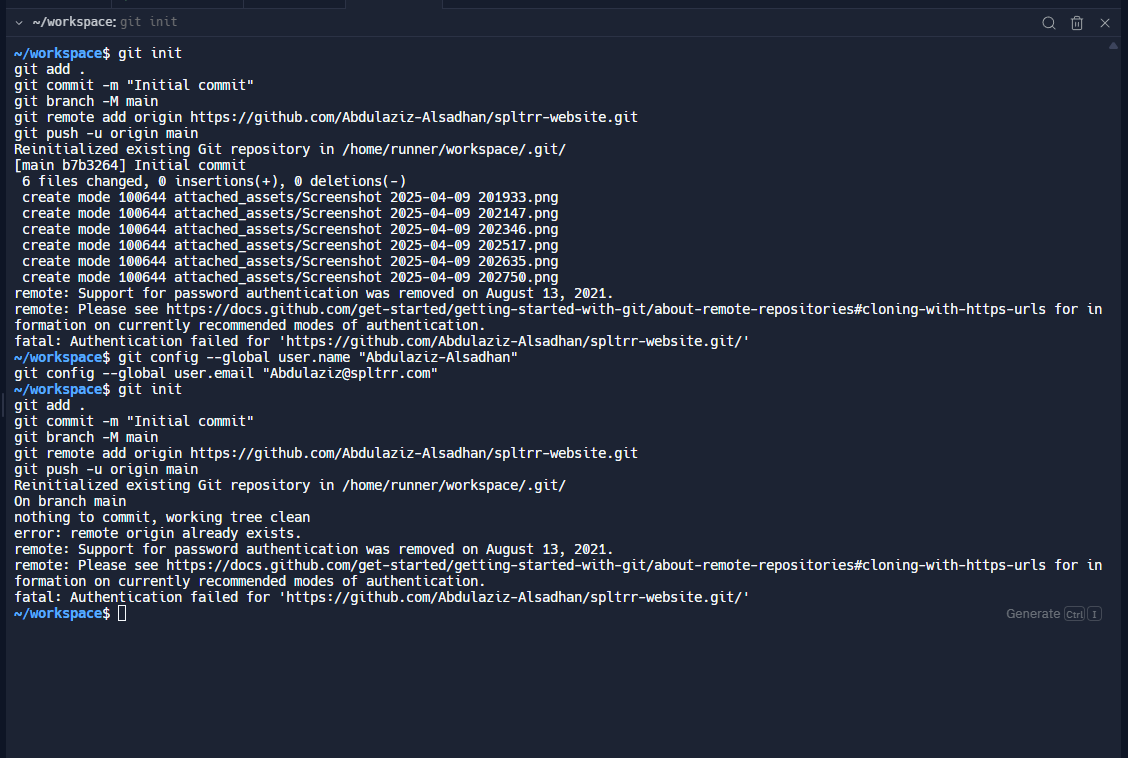 ~/workspace: git init
~/workspace$ git init
git add .
git commit -m "Initial commit"
git branch -M main
git remote add origin https://github.com/Abdulaziz-Alsadhan/spltrr-website.git
git push -u origin main
Reinitialized existing Git repository in /home/runner/workspace/.git/
[main b7b3264] Initial commit
 6 files changed, 0 insertions(+), 0 deletions(-)
 create mode 100644 attached_assets/Screenshot 2025-04-09 201933.png
 create mode 100644 attached_assets/Screenshot 2025-04-09 202147.png
 create mode 100644 attached_assets/Screenshot 2025-04-09 202346.png
 create mode 100644 attached_assets/Screenshot 2025-04-09 202517.png
 create mode 100644 attached_assets/Screenshot 2025-04-09 202635.png
 create mode 100644 attached_assets/Screenshot 2025-04-09 202750.png
remote: Support for password authentication was removed on August 13, 2021.
remote: Please see https://docs.github.com/get-started/getting-started-with-git/about-remote-repositories#cloning-with-https-urls for in
formation on currently recommended modes of authentication.
fatal: Authentication failed for 'https://github.com/Abdulaziz-Alsadhan/spltrr-website.git/'
~/workspace$ git config --global user.name "Abdulaziz-Alsadhan"
git config --global user.email "Abdulaziz@spltrr.com"
~/workspace$ git init
git add .
git commit -m "Initial commit"
git branch -M main
git remote add origin https://github.com/Abdulaziz-Alsadhan/spltrr-website.git
git push -u origin main
Reinitialized existing Git repository in /home/runner/workspace/.git/
On branch main
nothing to commit, working tree clean
error: remote origin already exists.
remote: Support for password authentication was removed on August 13, 2021.
remote: Please see https://docs.github.com/get-started/getting-started-with-git/about-remote-repositories#cloning-with-https-urls for in
formation on currently recommended modes of authentication.
fatal: Authentication failed for 'https://github.com/Abdulaziz-Alsadhan/spltrr-website.git/'
~/workspace$
Generate Ctrl I